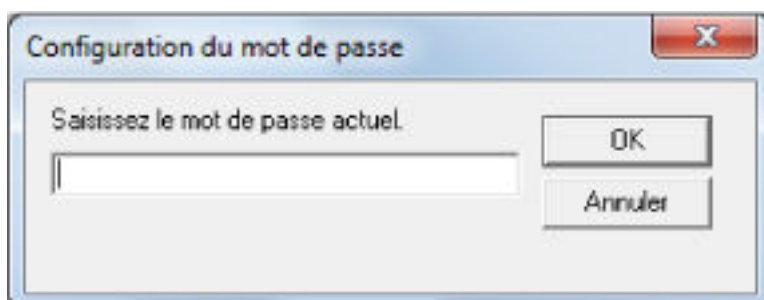 Configuration du mot de passe
Saisissez le mot de passe actuel.
OK
Annuler